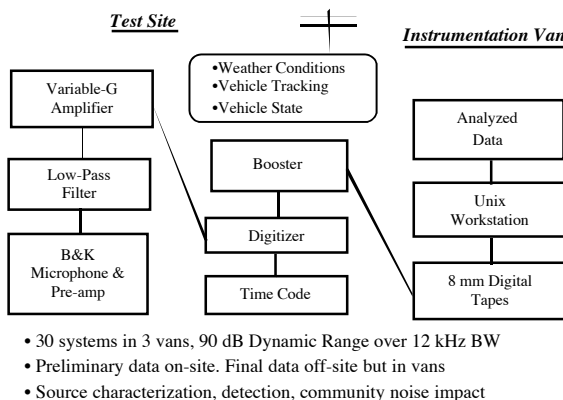 Test Site
Instrumentation Van
•Weather Conditions
•Vehicle Tracking
•Vehicle State
Variable-G
Amplifier
Low-Pass
Filter
B&K
Microphone &
Pre-amp
Booster
Digitizer
Time Code
Analyzed
Data
Unix
Workstation
8 mm Digital
Tapes
• 30 systems in 3 vans, 90 dB Dynamic Range over 12 kHz BW
• Preliminary data on-site. Final data off-site but in vans
• Source characterization, detection, community noise impact